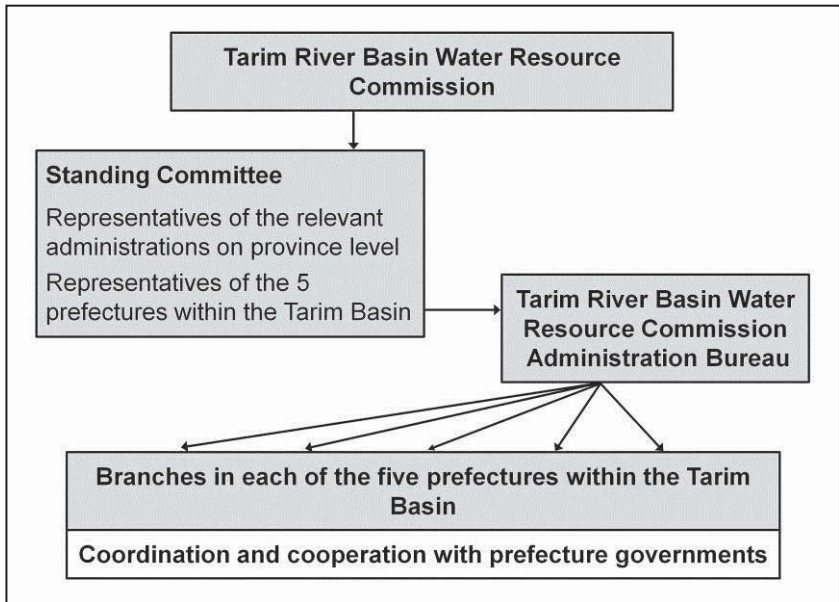 Tarim River Basin Water Resource
Commission
Standing Committee
Representatives of the relevant
administrations on province level
Representatives of the 5
prefectures within the Tarim Basin
Tarim River Basin Water
Resource Commission
Administration Bureau
Branches in each of the five prefectures within the Tarim
Basin
Coordination and cooperation with prefecture governments